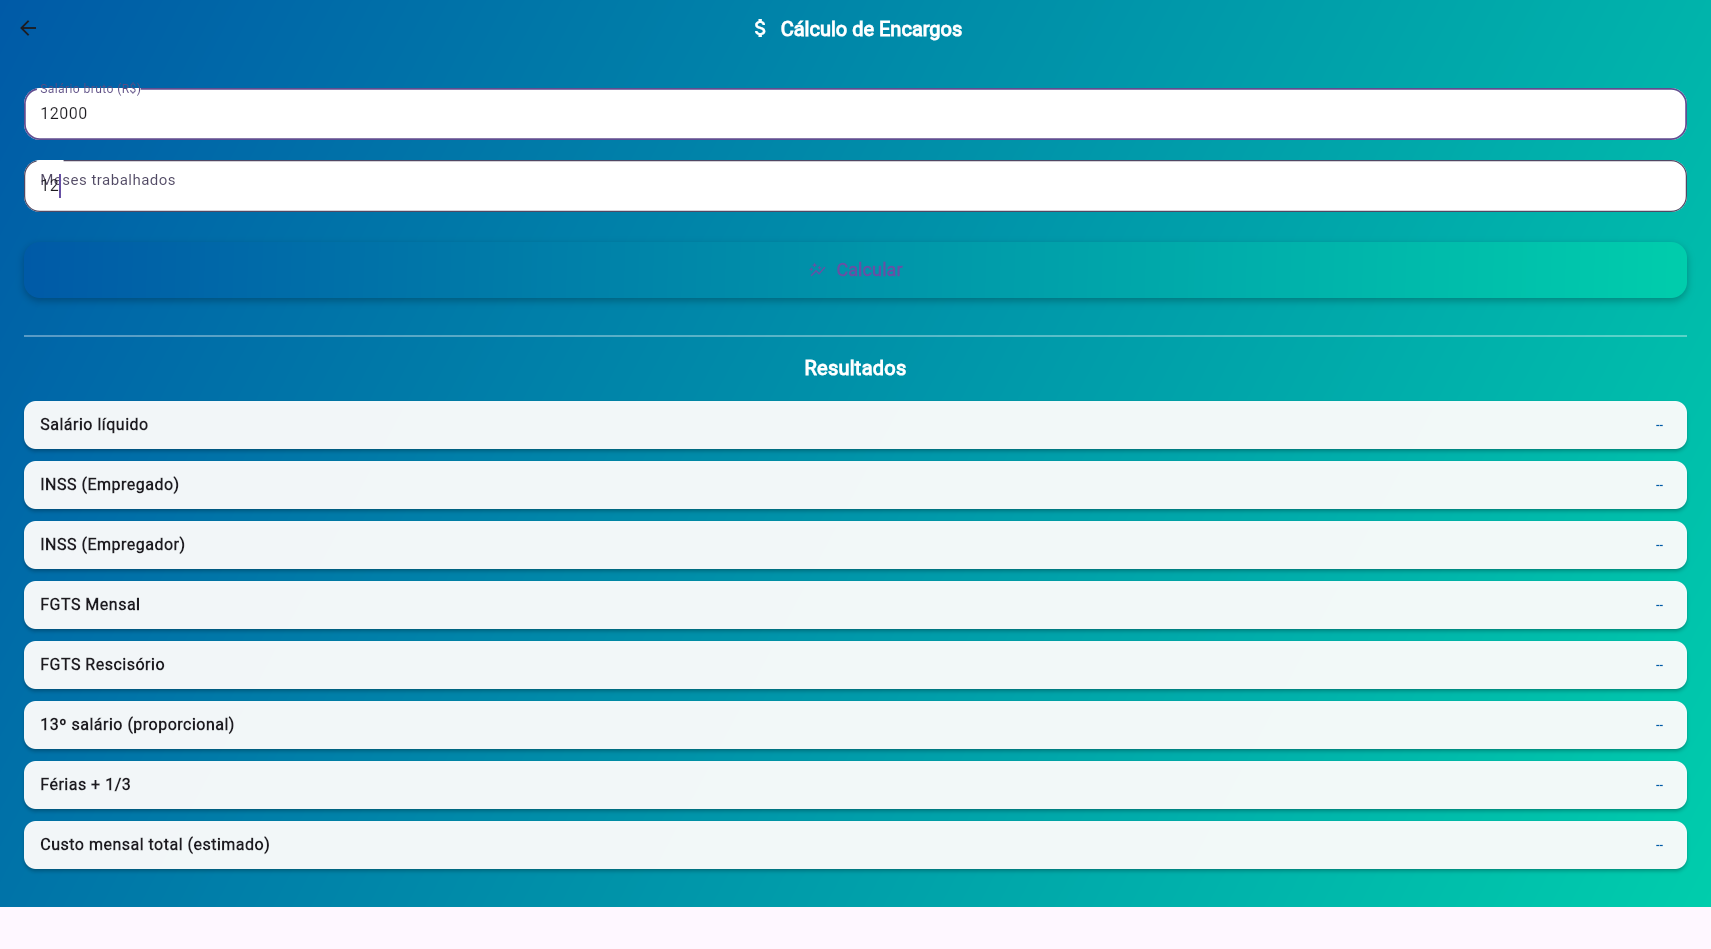 $ Cálculo de Encargos
Salário bruto (R$)
12000
Meses trabalhados
12
Calcular
Resultados
Salário líquido --
INSS (Empregado) --
INSS (Empregador) --
FGTS Mensal --
FGTS Rescisório --
13º salário (proporcional) --
Férias + 1/3 --
Custo mensal total (estimado) --